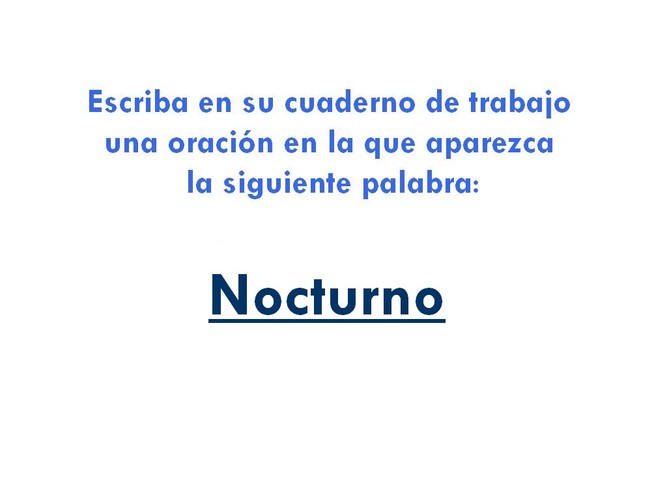 Escriba en su cuaderno de trabajo
una oración en la que aparezca
la siguiente palabra:
Nocturno